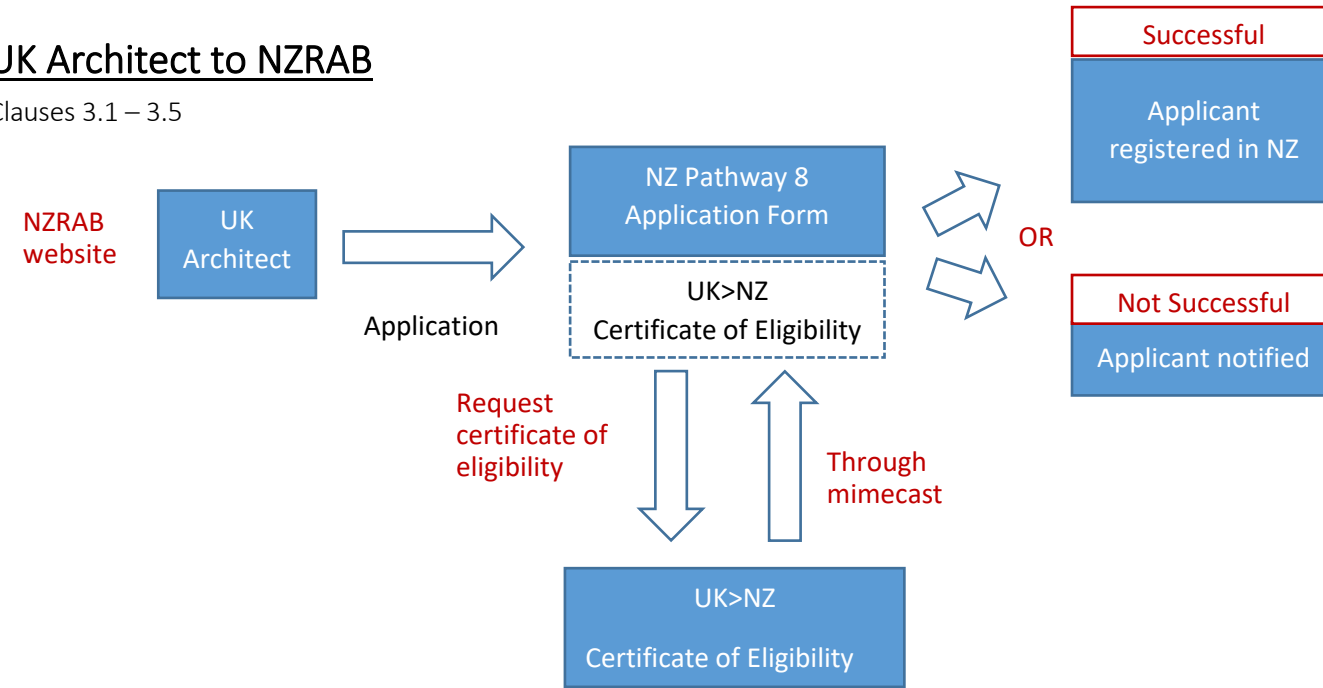 UK Architect to NZRAB
Clauses 3.1 – 3.5
NZRAB
website
UK
Architect
Application
NZ Pathway 8
Application Form
UK>NZ
Certificate of Eligibility
Request
certificate of
eligibility
Through
mimecast
UK>NZ
Certificate of Eligibility
Successful
Applicant
registered in NZ
OR
Not Successful
Applicant notified